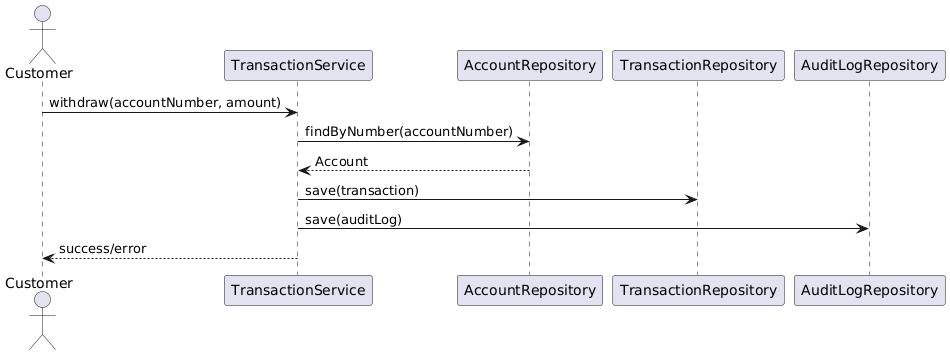 Customer
TransactionService
AccountRepository
TransactionRepository
AuditLogRepository
withdraw(accountNumber, amount)
findByNumber(accountNumber)
Account
save(transaction)
save(auditLog)
success/error
Customer
TransactionService
AccountRepository
TransactionRepository
AuditLogRepository